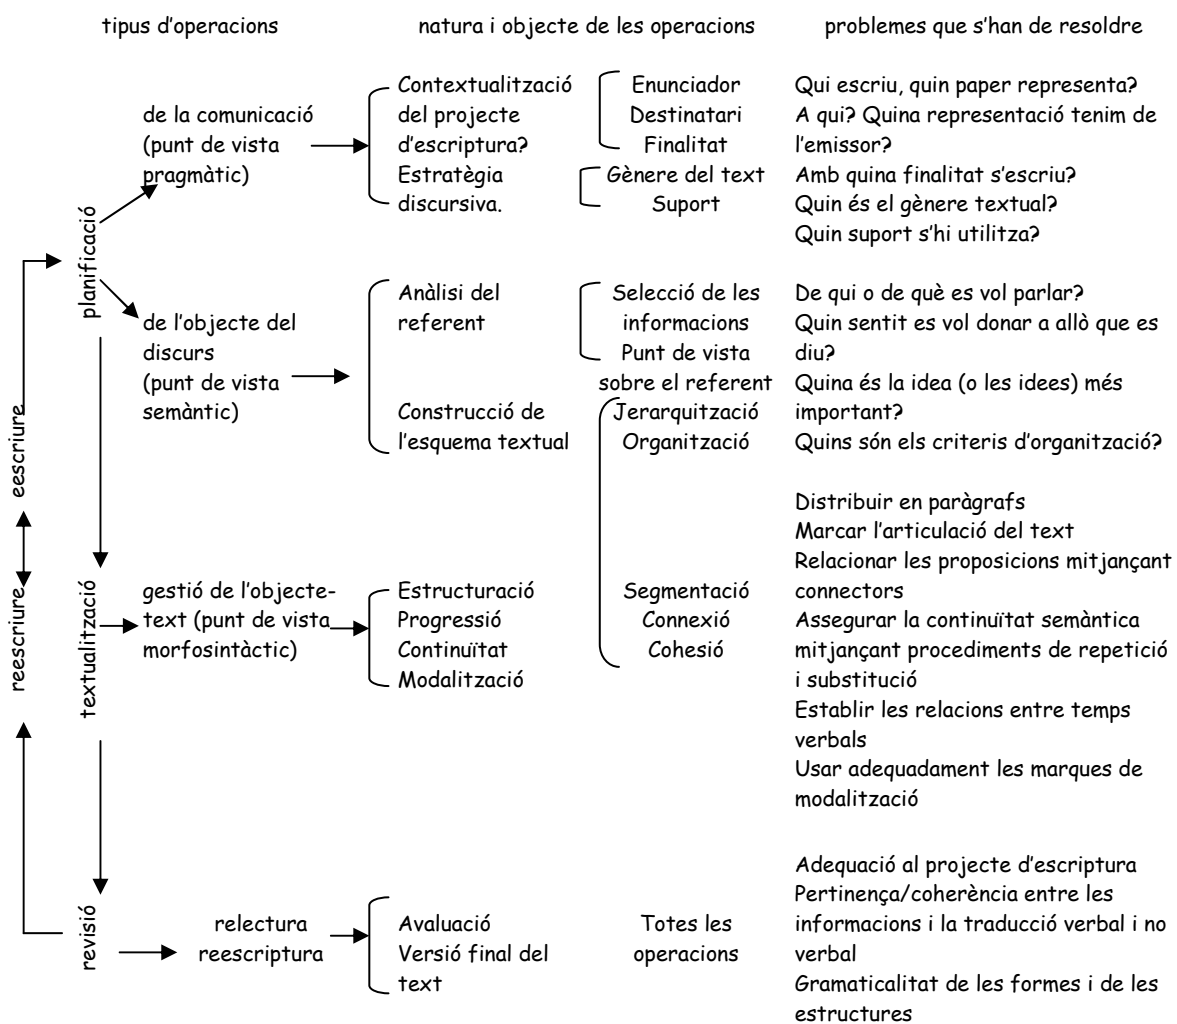 tipus d'operacions
natura i objecte de les operacions
problemes que s'han de resoldre
planificació
de la comunicació
(punt de vista
pragmàtic)
Contextualització
del projecte
d'escriptura?
Estratègia
discursiva.
Enunciador
Destinatari
Finalitat
Gènere del text
Suport
Qui escriu, quin paper representa?
A qui? Quina representació tenim de
l'emissor?
Amb quina finalitat s'escriu?
Quin és el gènere textual?
Quin suport s'hi utilitza?
de l'objecte del
discurs
(punt de vista
semàntic)
Anàlisi del
referent
Construcció de
l'esquema textual
Selecció de les
informacions
Punt de vista
sobre el referent
Jerarquització
Organització
De qui o de què es vol parlar?
Quin sentit es vol donar a allò que es
diu?
Quina és la idea (o les idees) més
important?
Quins són els criteris d'organització?
eescriure
reescriure
textualització
gestió de l'objecte-
text (punt de vista
morfosintàctic)
Estructuració
Progressió
Continuïtat
Modalització
Segmentació
Connexió
Cohesió
Distribuir en paràgrafs
Marcar l'articulació del text
Relacionar les proposicions mitjançant
connectors
Assegurar la continuïtat semàntica
mitjançant procediments de repetició
i substitució
Establir les relacions entre temps
verbals
Usar adequadament les marques de
modalització
revisió
relectura
reescriptura
Avaluació
Versió final del
text
Totes les
operacions
Adequació al projecte d'escriptura
Pertinença/coherència entre les
informacions i la traducció verbal i no
verbal
Gramaticalitat de les formes i de les
estructures